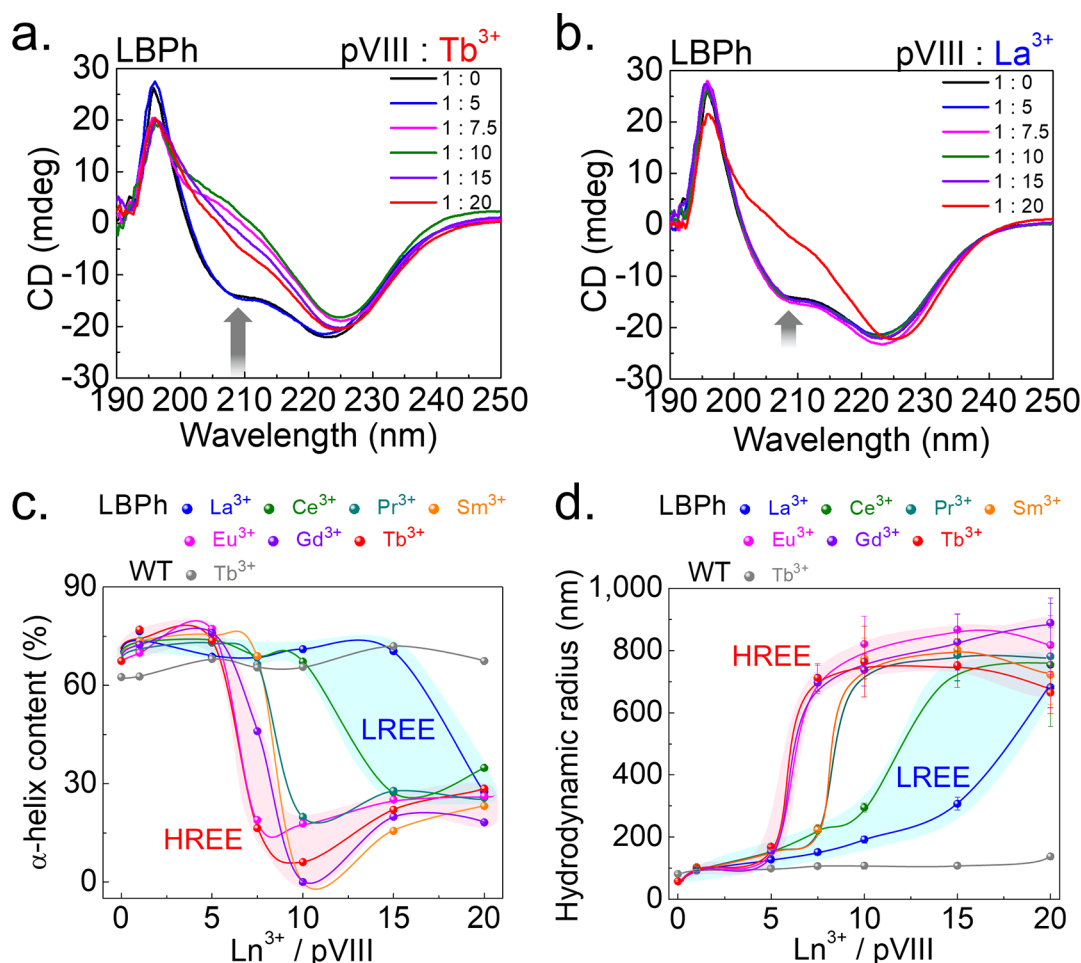 a.
LBPh pVIII : Tb³⁺
1 : 0
1 : 5
1 : 7.5
1 : 10
1 : 15
1 : 20
30
20
10
0
-10
-20
-30
CD (mdeg)
190 200 210 220 230 240 250
Wavelength (nm)
b.
LBPh pVIII : La³⁺
1 : 0
1 : 5
1 : 7.5
1 : 10
1 : 15
1 : 20
30
20
10
0
-10
-20
-30
CD (mdeg)
190 200 210 220 230 240 250
Wavelength (nm)
c.
LBPh La³⁺ Ce³⁺ Pr³⁺ Sm³⁺
Eu³⁺ Gd³⁺ Tb³⁺
WT Tb³⁺
90
60
30
0
α-helix content (%)
LREE
HREE
0 5 10 15 20
Ln³⁺ / pVIII
d.
LBPh La³⁺ Ce³⁺ Pr³⁺ Sm³⁺
Eu³⁺ Gd³⁺ Tb³⁺
WT Tb³⁺
1,000
800
600
400
200
0
Hydrodynamic radius (nm)
HREE
LREE
0 5 10 15 20
Ln³⁺ / pVIII